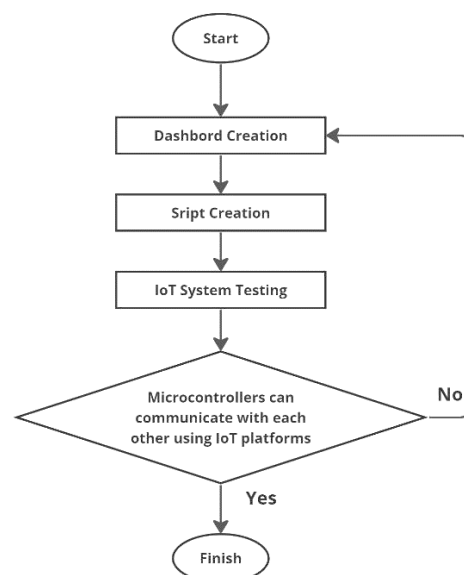 Start
Dashbord Creation
Sript Creation
IoT System Testing
Microcontrollers can
communicate with each
other using IoT platforms
No
Yes
Finish